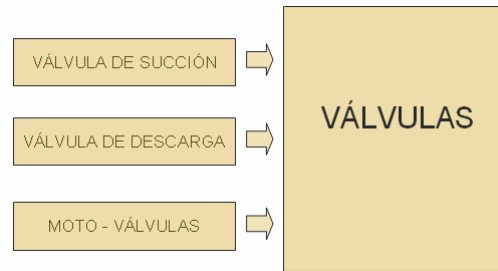 VÁLVULA DE SUCCIÓN
VÁLVULA DE DESCARGA
MOTO - VÁLVULAS
VÁLVULAS